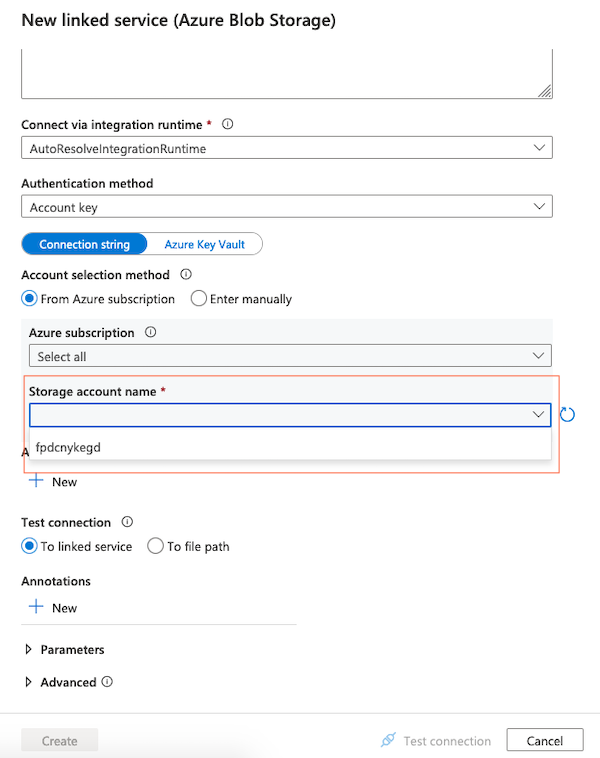 New linked service (Azure Blob Storage)
Connect via integration runtime *
AutoResolveIntegrationRuntime
Authentication method
Account key
Connection string Azure Key Vault
Account selection method
From Azure subscription Enter manually
Azure subscription
Select all
Storage account name *
fpdcnykegd
New
Test connection
To linked service To file path
Annotations
New
Parameters
Advanced
Create Test connection Cancel